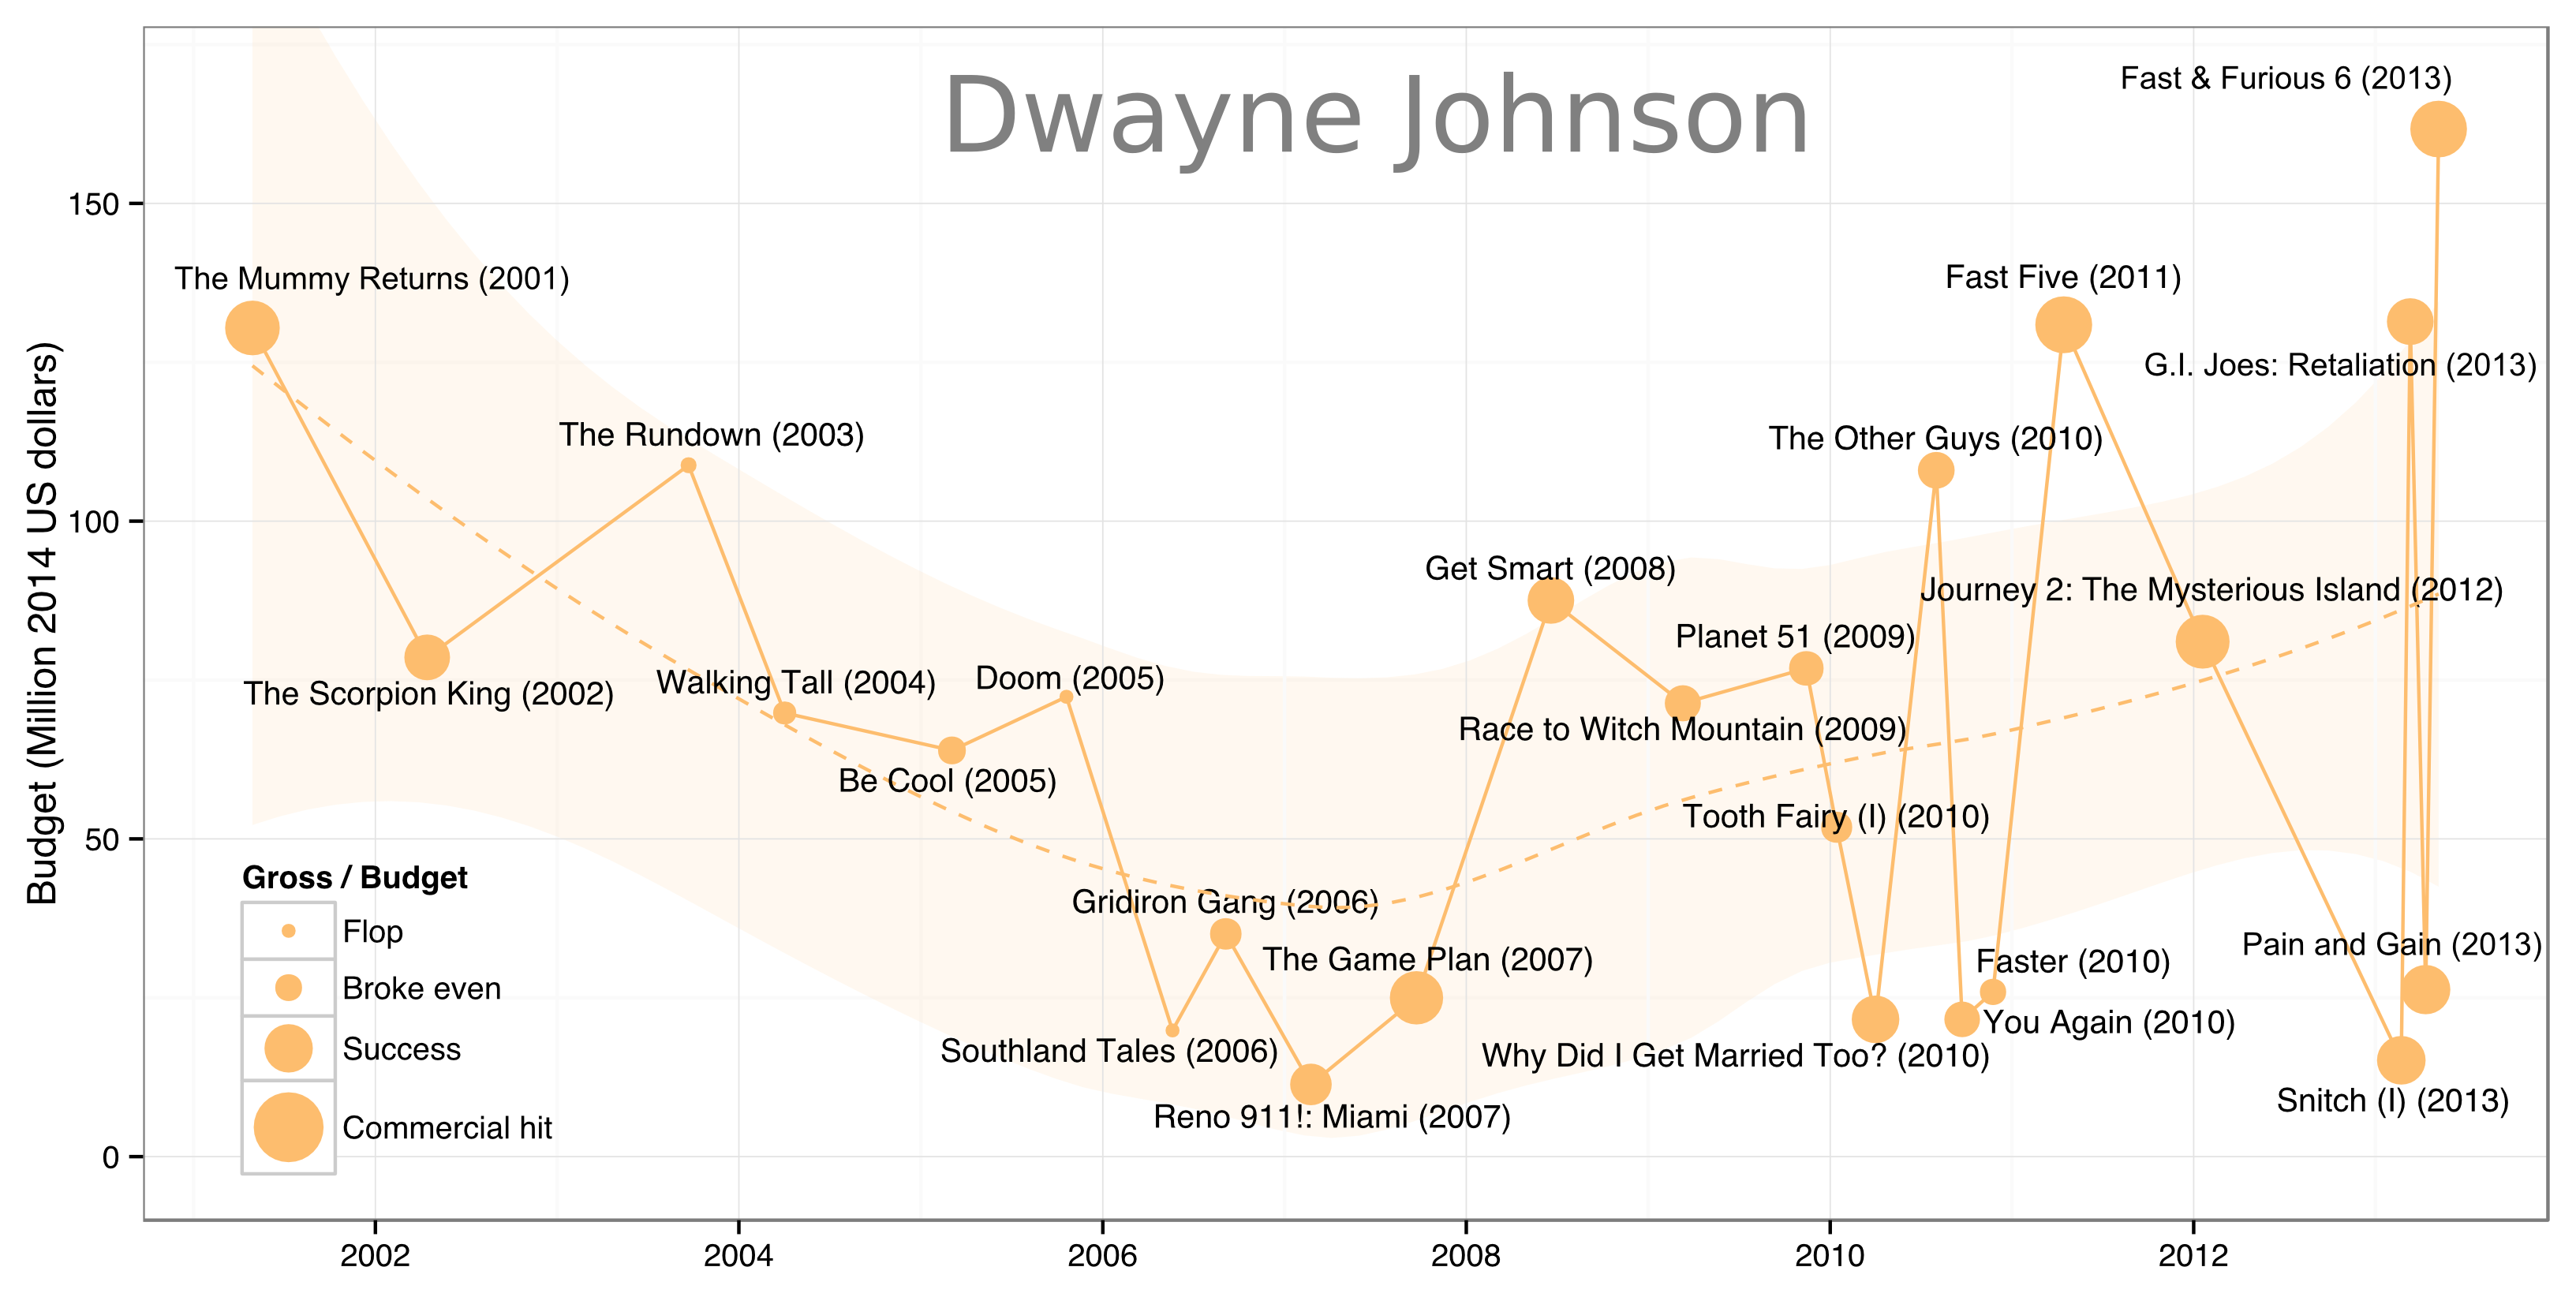 Dwayne Johnson
Fast & Furious 6 (2013)
150
The Mummy Returns (2001)
Fast Five (2011)
G.I. Joes: Retaliation (2013)
The Rundown (2003)
The Other Guys (2010)
100
Get Smart (2008)
Journey 2: The Mysterious Island (2012)
Planet 51 (2009)
The Scorpion King (2002)
Walking Tall (2004)
Doom (2005)
Race to Witch Mountain (2009)
Be Cool (2005)
Tooth Fairy (I) (2010)
50
Budget (Million 2014 US dollars)
Gridiron Gang (2006)
The Game Plan (2007)
Faster (2010)
Pain and Gain (2013)
Southland Tales (2006)
You Again (2010)
Why Did I Get Married Too? (2010)
Reno 911!: Miami (2007)
Snitch (I) (2013)
Gross / Budget
Flop
Broke even
Success
Commercial hit
0
2002
2004
2006
2008
2010
2012